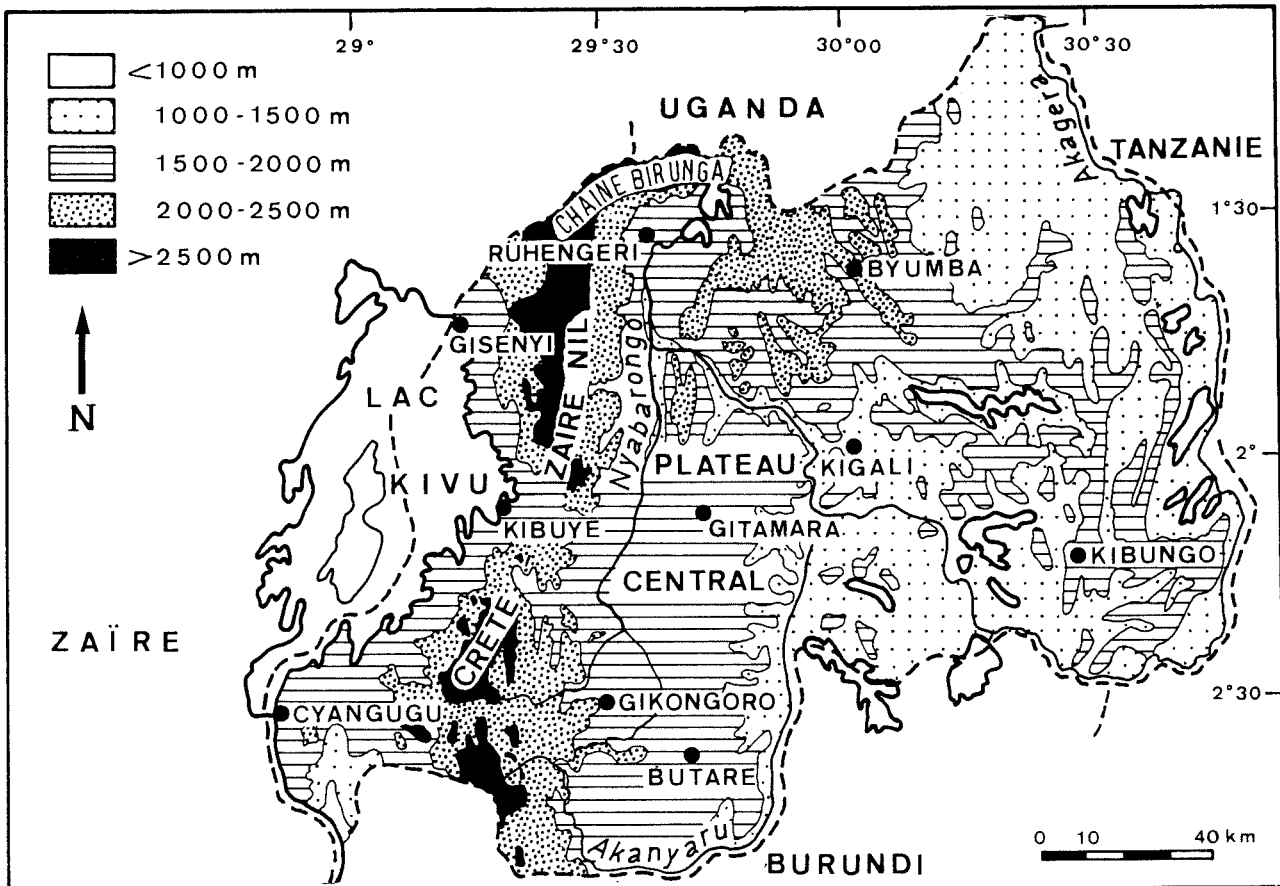 29°
29°30
30°00
30°30
<1000 m
1000-1500 m
1500-2000 m
2000-2500 m
>2500 m
N
UGANDA
TANZANIE
Akagera
1°30
CHAINE BIRUNGA
RUHENGERI
BYUMBA
GISENYI
ZAIRE NIL
Nyabarongo
LAC
KIVU
PLATEAU
KIGALI
2°
KIBUYE
GITAMARA
KIBUNGO
CENTRAL
CRETE
ZAÏRE
CYANGUGU
GIKONGORO
2°30
BUTARE
Akanyaru
BURUNDI
0 10 40 km